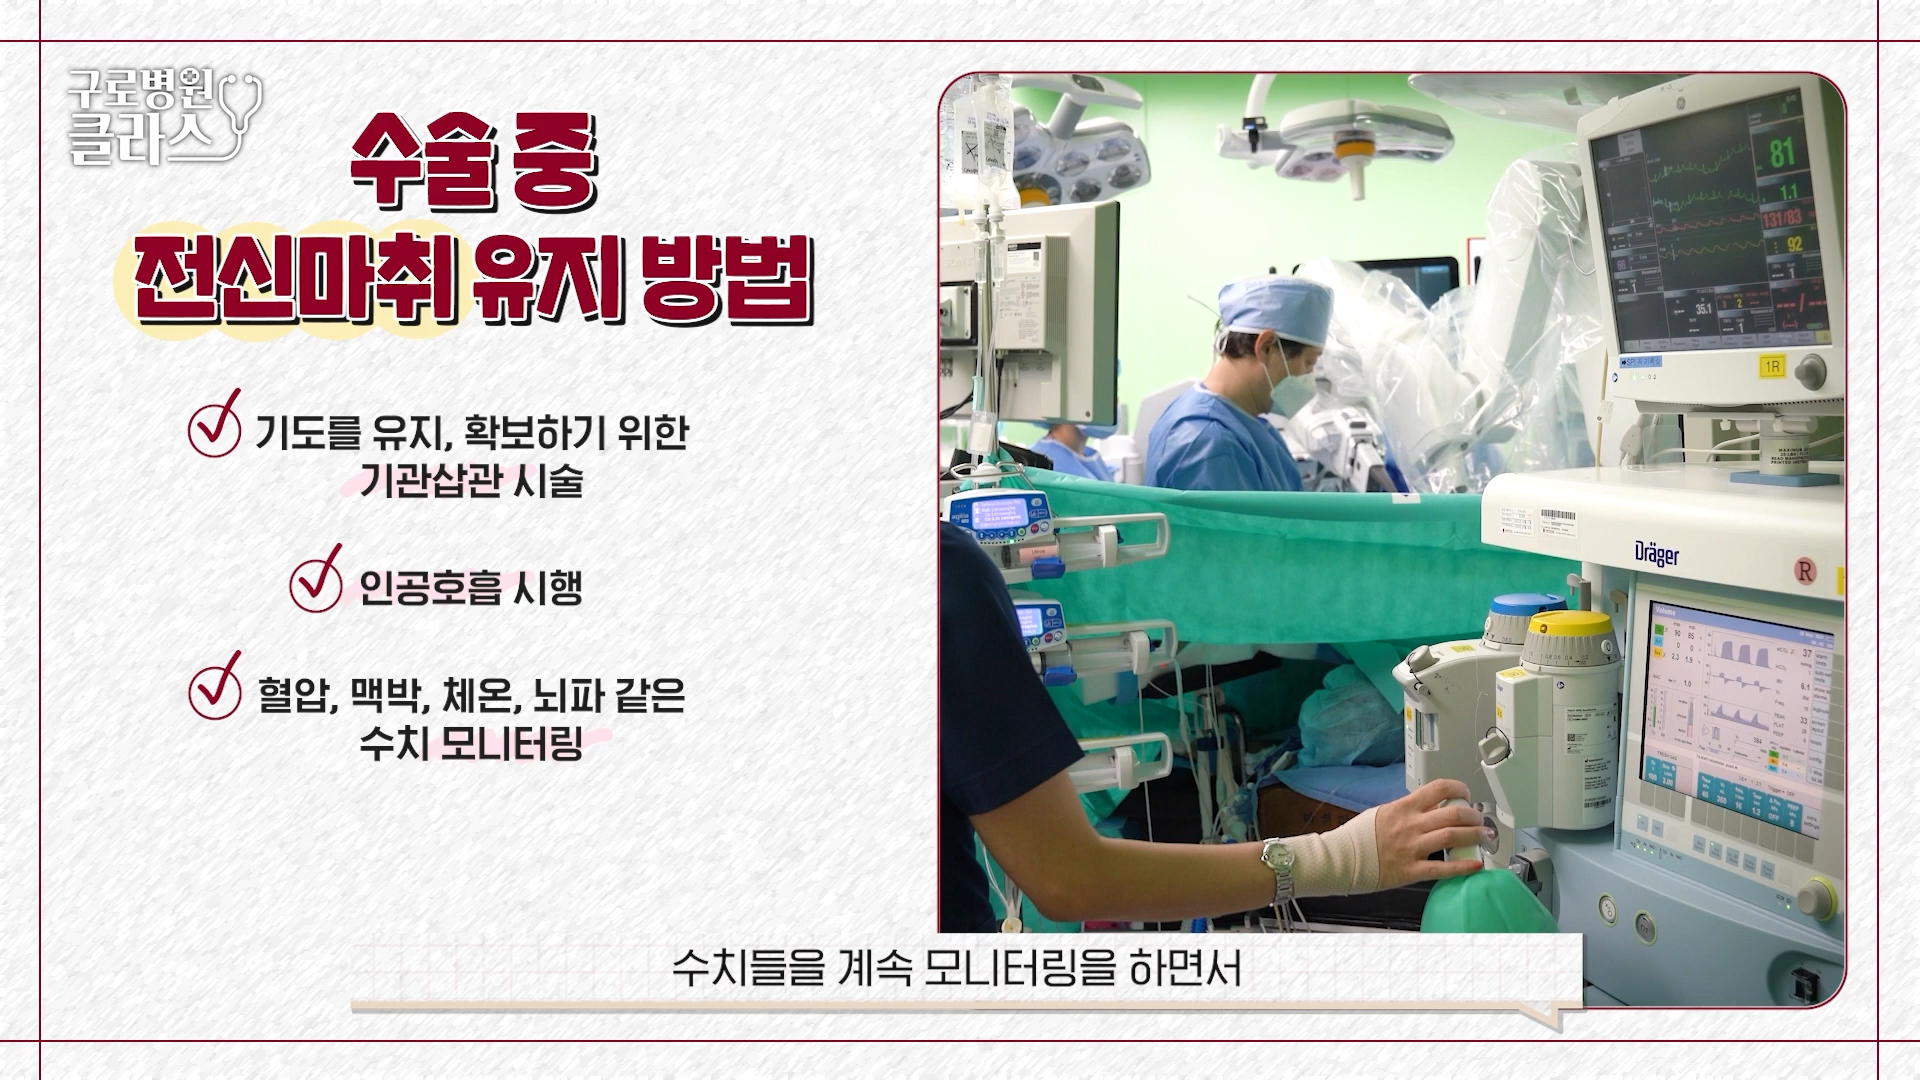 구로병원
클라스
수술 중
전신마취 유지 방법
기도를 유지, 확보하기 위한
기관삽관 시술
인공호흡 시행
혈압, 맥박, 체온, 뇌파 같은
수치 모니터링
수치들을 계속 모니터링을 하면서
81
1.1
131/83
92
35.1
1R
Dräger
R
Volume